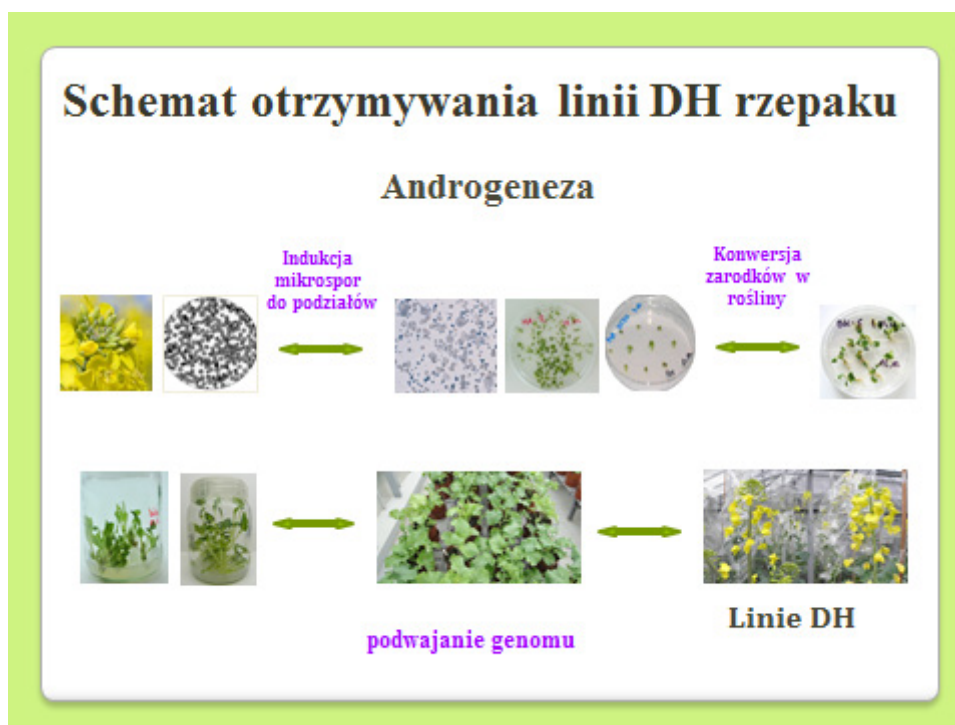 Schemat otrzymywania linii DH rzepaku
Androgeneza
Indukcja
mikrospor
do podziałów
Konwersja
zarodków w
rośliny
podwajanie genomu
Linie DH